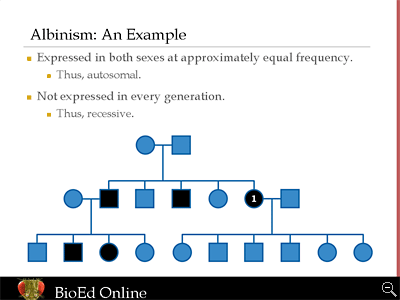 Albinism: An Example
Expressed in both sexes at approximately equal frequency.
Thus, autosomal.
Not expressed in every generation.
Thus, recessive.
1
BioEd Online